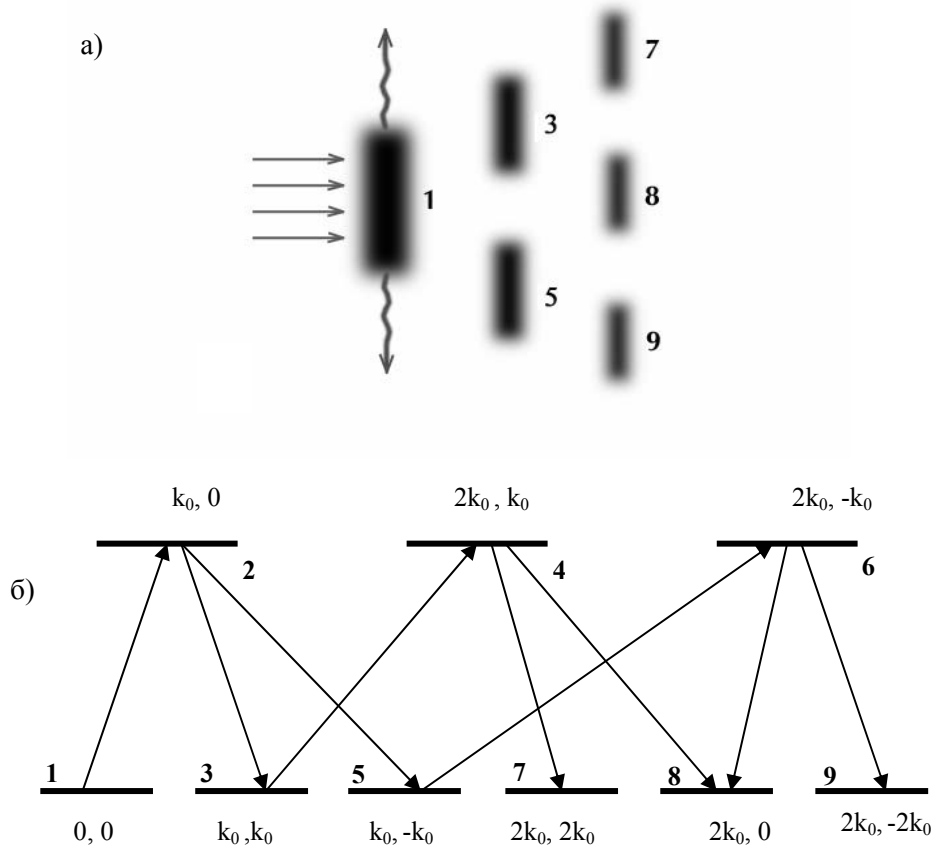 а)
7
3
1
8
5
9
k₀, 0
2k₀ , k₀
2k₀, -k₀
2
4
6
б)
1
3
5
7
8
9
0, 0
k₀ ,k₀
k₀, -k₀
2k₀, 2k₀
2k₀, 0
2k₀, -2k₀